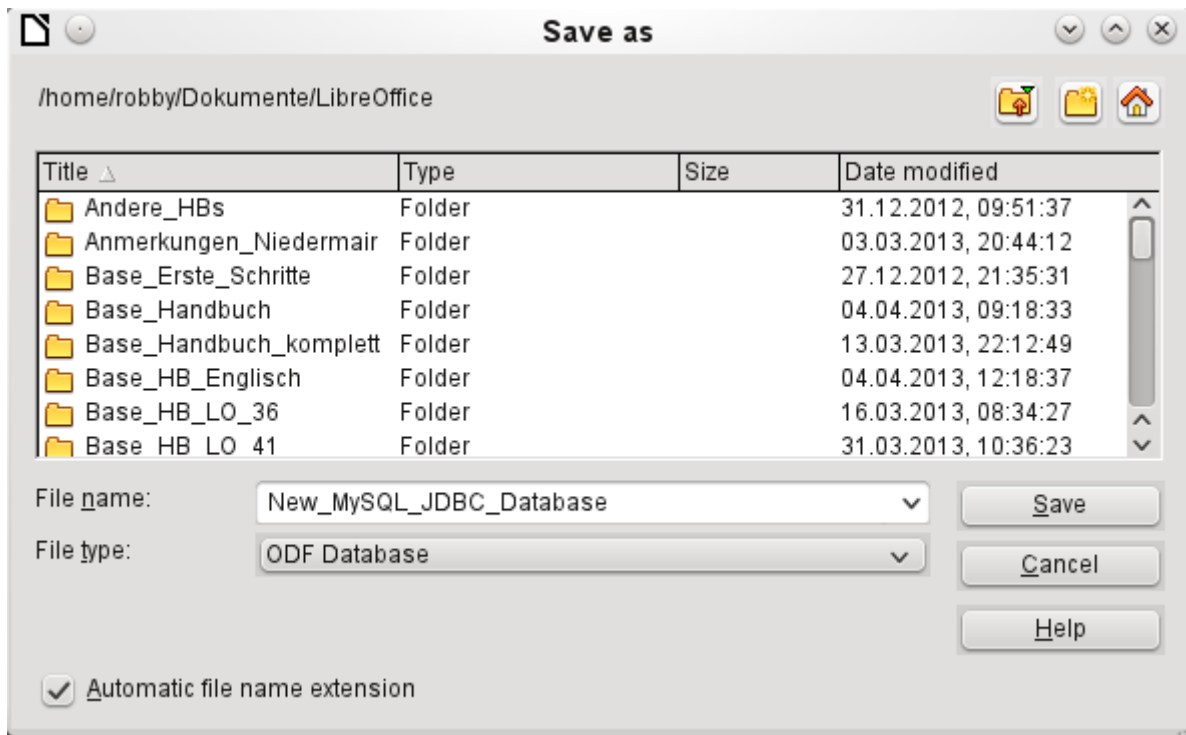 Save as
/home/robby/Dokumente/LibreOffice
Title Type Size Date modified
Andere_HBs Folder 31.12.2012, 09:51:37
Anmerkungen_Niedermair Folder 03.03.2013, 20:44:12
Base_Erste_Schritte Folder 27.12.2012, 21:35:31
Base_Handbuch Folder 04.04.2013, 09:18:33
Base_Handbuch_komplett Folder 13.03.2013, 22:12:49
Base_HB_Englisch Folder 04.04.2013, 12:18:37
Base_HB_LO_36 Folder 16.03.2013, 08:34:27
Base_HB_LO_41 Folder 31.03.2013, 10:36:23
File name: New_MySQL_JDBC_Database Save
File type: ODF Database Cancel
Help
Automatic file name extension